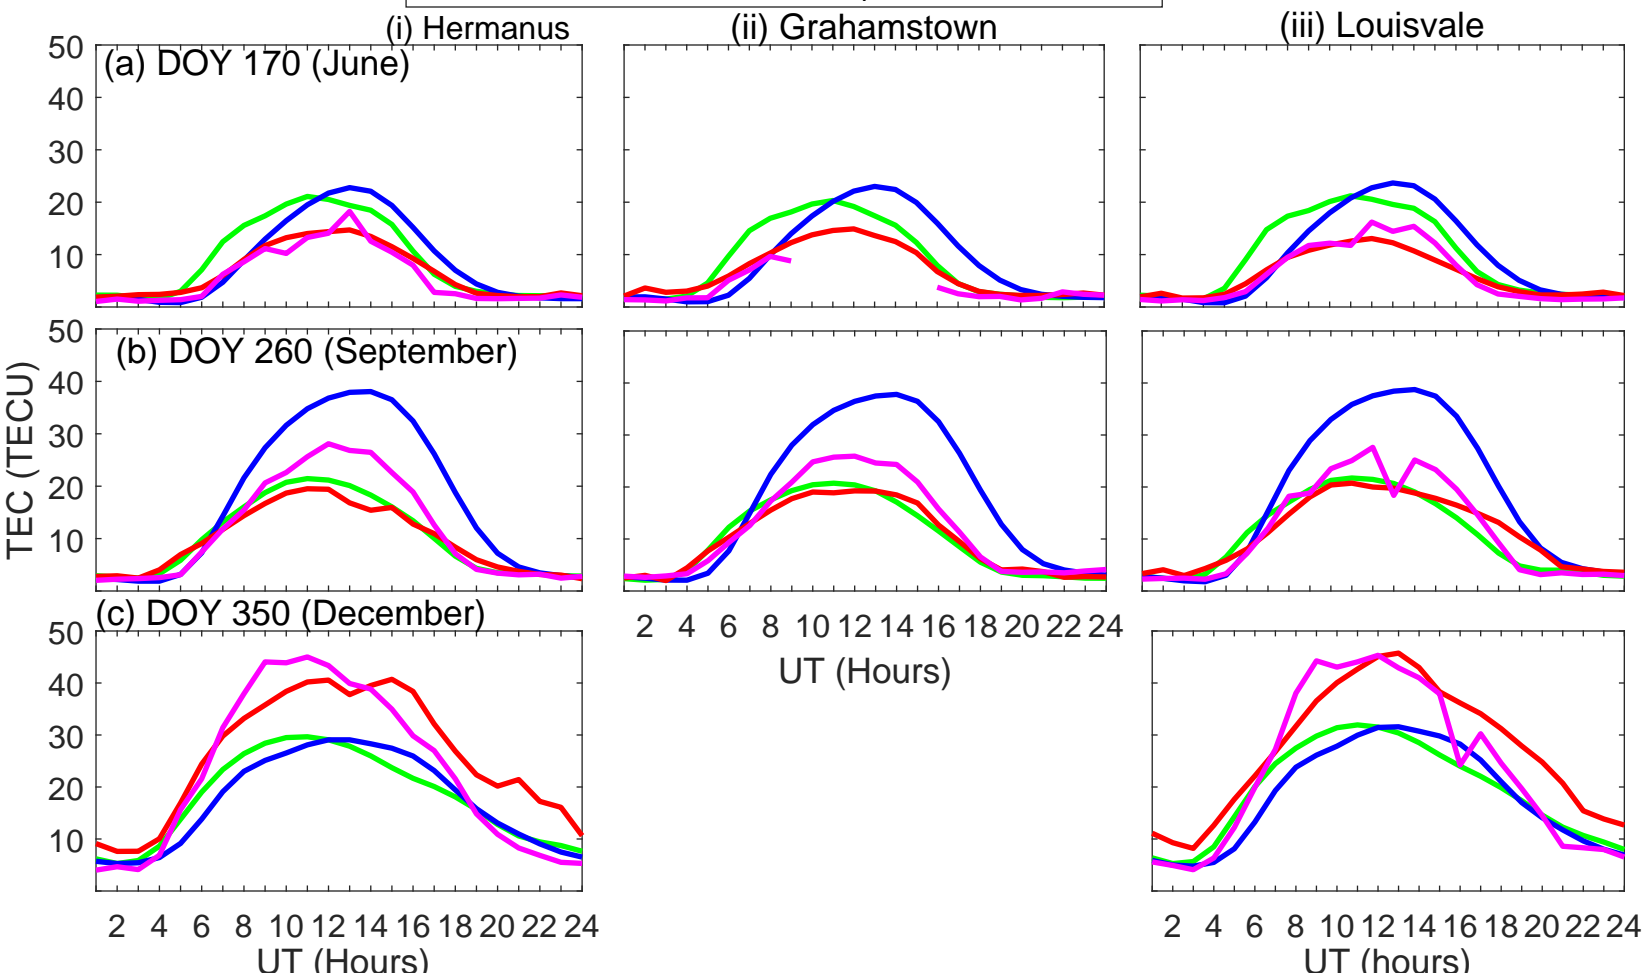 (i) Hermanus
(ii) Grahamstown
(iii) Louisvale
(a) DOY 170 (June)
50
40
30
20
10
(b) DOY 260 (September)
50
40
30
20
10
TEC (TECU)
2 4 6 8 10 12 14 16 18 20 22 24
UT (Hours)
(c) DOY 350 (December)
50
40
30
20
10
2 4 6 8 10 12 14 16 18 20 22 24
UT (Hours)
2 4 6 8 10 12 14 16 18 20 22 24
UT (hours)